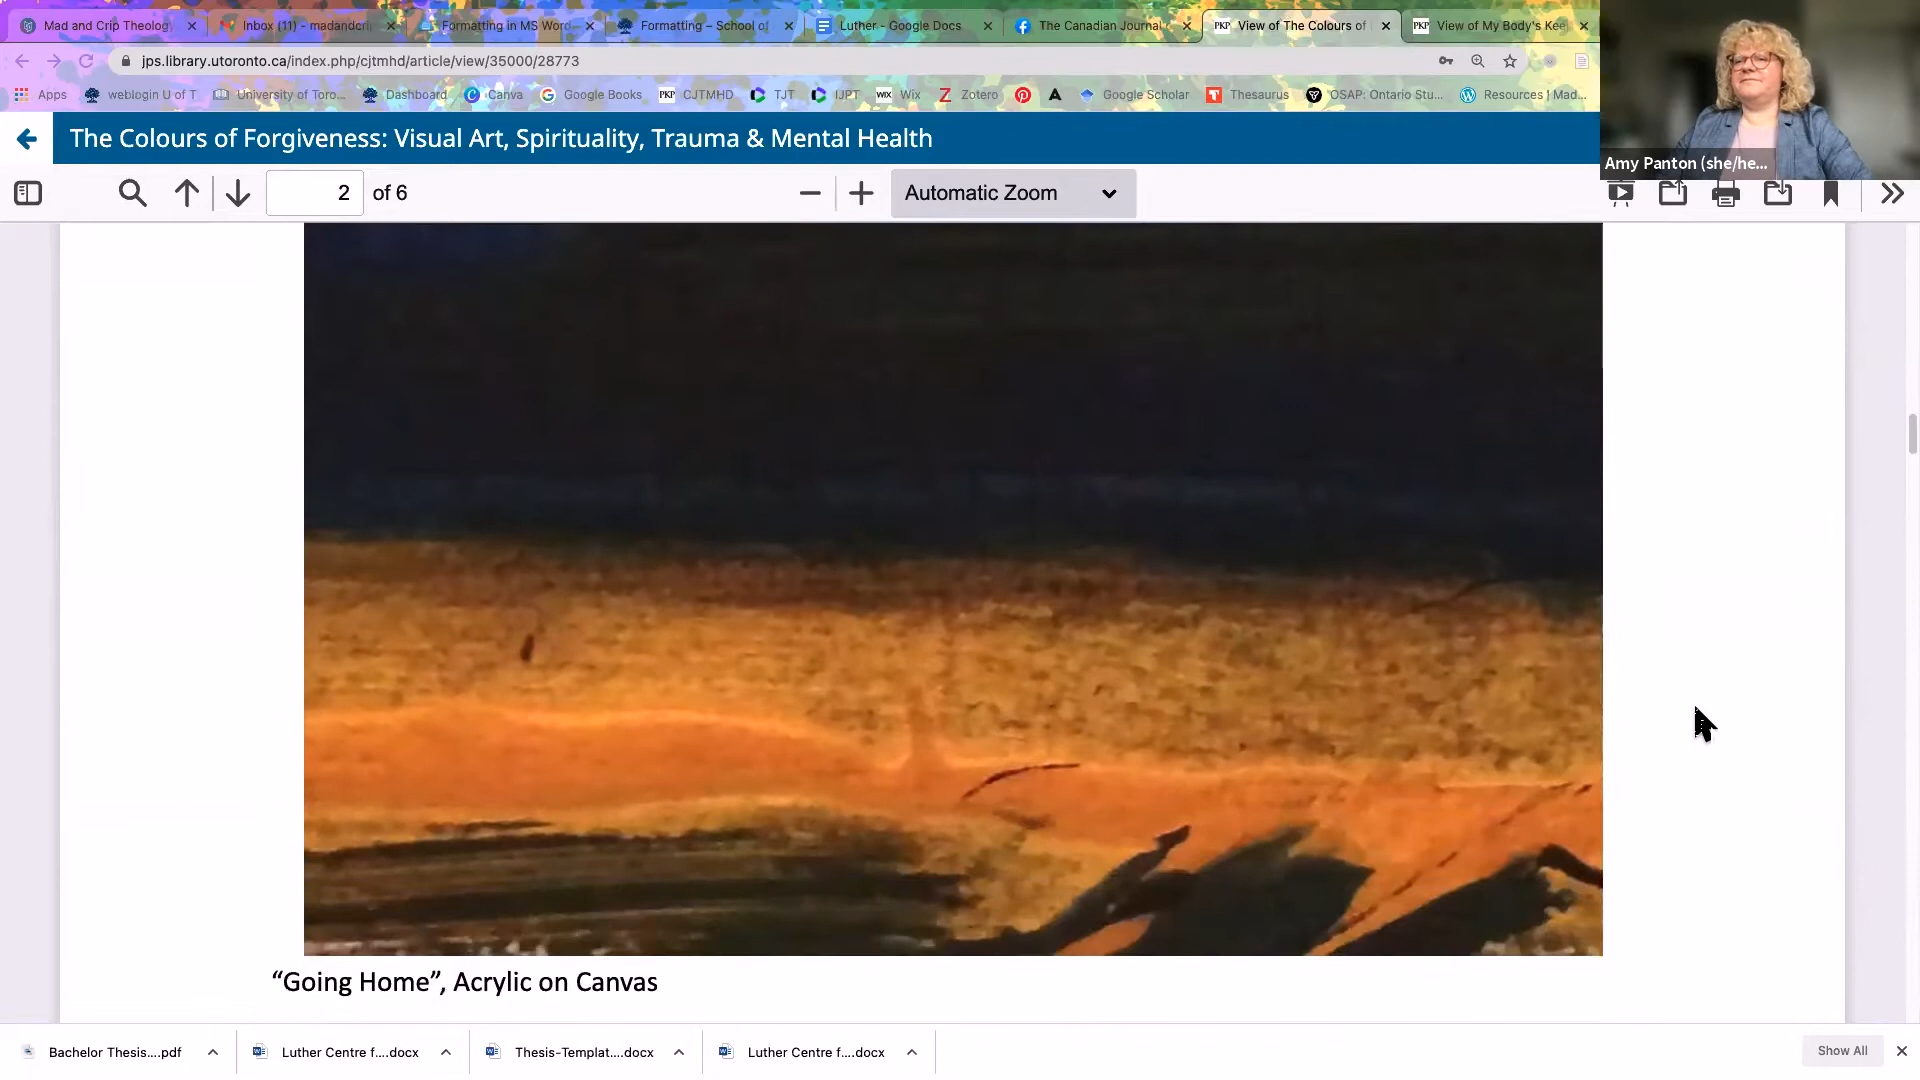 Mad and Crip Theolog
Inbox (11) - madandcrip
Formatting in MS Word
Formatting – School of
Luther - Google Docs
The Canadian Journal
View of The Colours of
View of My Body's Kee
jps.library.utoronto.ca/index.php/cjtmhd/article/view/35000/28773
Apps
weblogin U of T
University of Toro...
Dashboard
Canva
Google Books
CJTMHD
TJT
IJPT
Wix
Zotero
Google Scholar
Thesaurus
OSAP: Ontario Stu...
Resources | Mad...
The Colours of Forgiveness: Visual Art, Spirituality, Trauma & Mental Health
Amy Panton (she/he...
2 of 6
Automatic Zoom
“Going Home”, Acrylic on Canvas
Bachelor Thesis....pdf
Luther Centre f....docx
Thesis-Templat....docx
Luther Centre f....docx
Show All